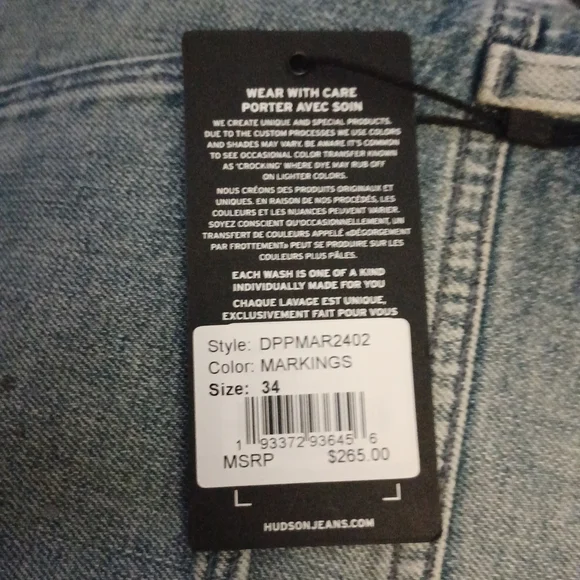 WEAR WITH CARE
PORTER AVEC SOIN
WE CREATE UNIQUE AND SPECIAL PRODUCTS.
DUE TO THE CUSTOM PROCESSES WE USE COLORS
AND SHADES MAY VARY. BE AWARE IT'S COMMON
TO SEE OCCASIONAL COLOR TRANSFER KNOWN
AS 'CROCKING' WHERE DYE MAY RUB OFF
ON LIGHTER COLORS.
NOUS CRÉONS DES PRODUITS ORIGINAUX ET
UNIQUES. EN RAISON DE NOS PROCÉDÉS, LES
COULEURS ET LES NUANCES PEUVENT VARIER.
SOYEZ CONSCIENT QU'OCCASIONNELLEMENT, UN
TRANSFERT DE COULEURS APPELÉ «DÉGORGEMENT
PAR FROTTEMENT» PEUT SE PRODUIRE SUR LES
COULEURS PLUS PÂLES.
EACH WASH IS ONE OF A KIND
INDIVIDUALLY MADE FOR YOU
CHAQUE LAVAGE EST UNIQUE,
EXCLUSIVEMENT FAIT POUR VOUS
Style: DPPMAR2402
Color: MARKINGS
Size: 34
1 93372 93645 6
MSRP $265.00
HUDSONJEANS.COM